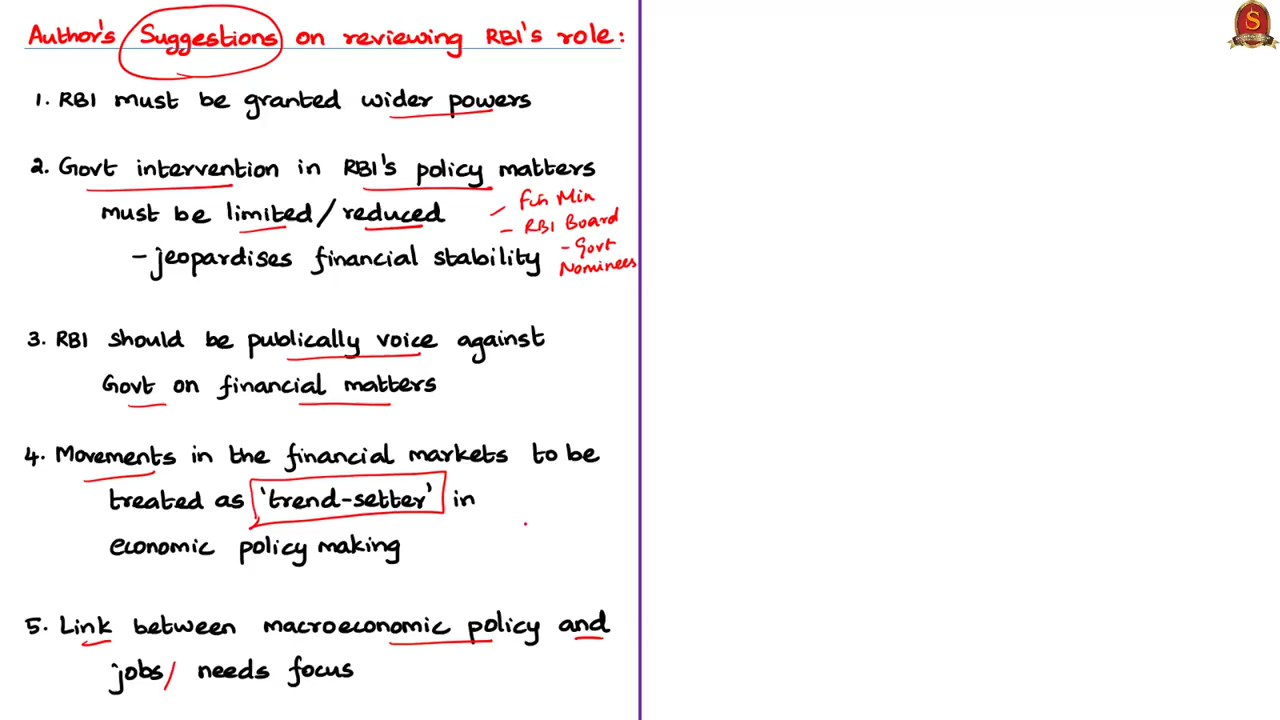 Author's Suggestions on reviewing RBI's role:
1. RBI must be granted wider powers
2. Govt intervention in RBI's policy matters
must be limited/reduced
- Fin Min
- RBI Board
- Govt
Nominees
- jeopardises financial stability
3. RBI should be publically voice against
Govt on financial matters
4. Movements in the financial markets to be
treated as 'trend-setter' in
economic policy making
5. Link between macroeconomic policy and
jobs/ needs focus
S